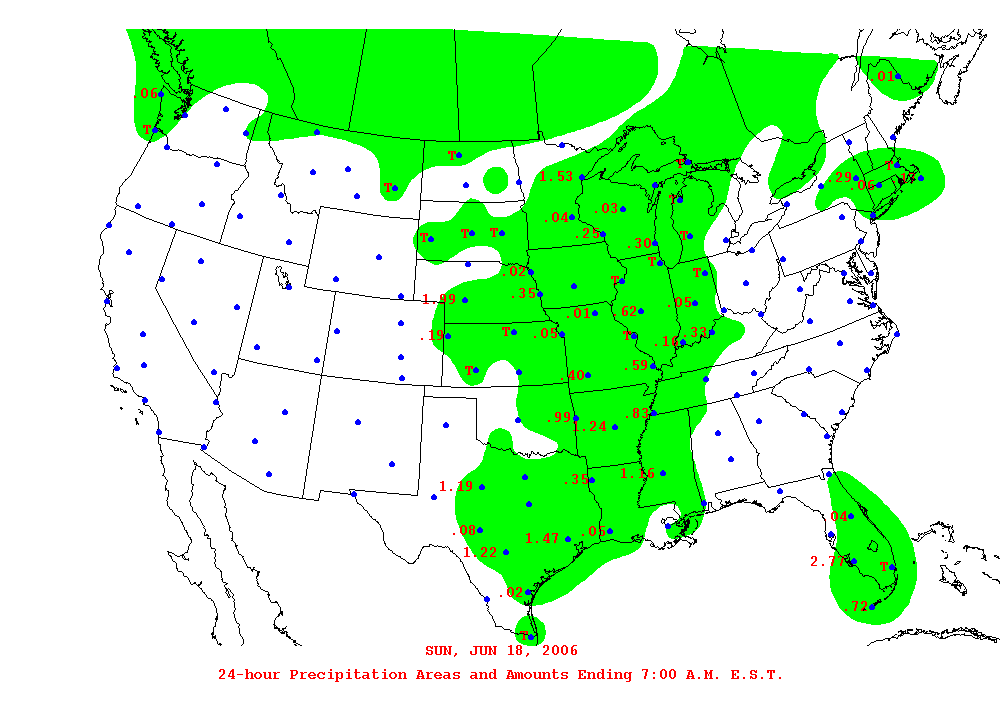 .01
.06
T
T
1.53
T
T
.29
.06
T
.04
.03
T
T
T
T
.25
.30
T
T
T
.02
1.99
.35
T
.05
.01
62
.19
T
.05
T
.16
.33
T
.40
.59
.99
1.24
.83
1.19
.35
1.16
.08
1.47
.05
1.22
.02
T
04
2.77
T
.72
SUN, JUN 18, 2006
24-hour Precipitation Areas and Amounts Ending 7:00 A.M. E.S.T.